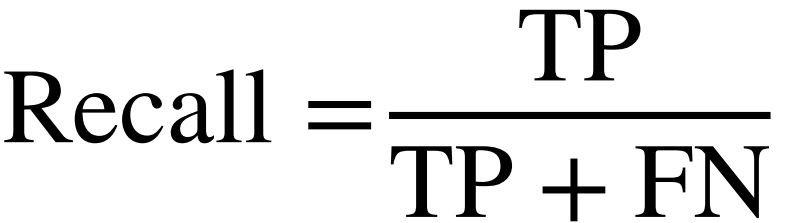 Recall = TP / TP + FN